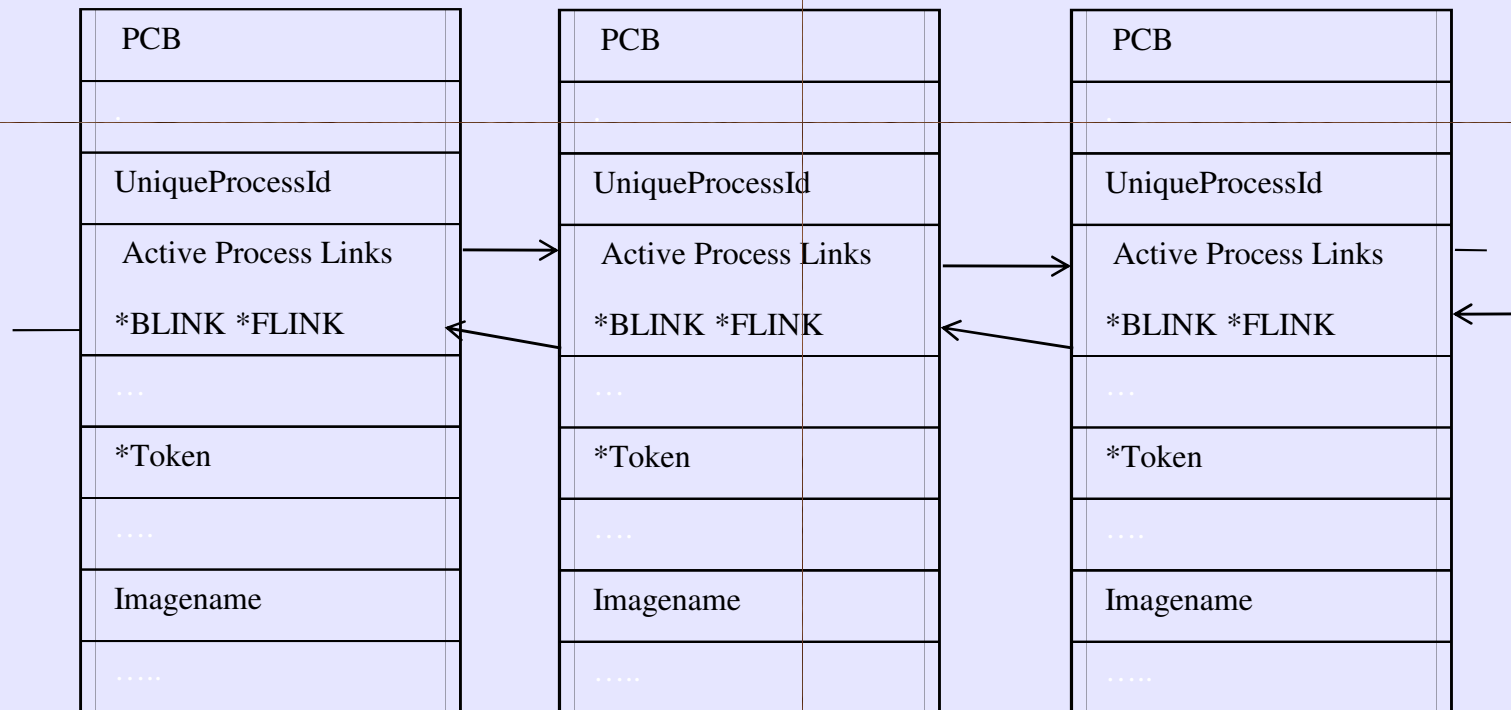 PCB
.
UniqueProcessId
Active Process Links
*BLINK *FLINK
…
*Token
….
Imagename
…..
PCB
.
UniqueProcessId
Active Process Links
*BLINK *FLINK
…
*Token
….
Imagename
…..
PCB
.
UniqueProcessId
Active Process Links
*BLINK *FLINK
…
*Token
….
Imagename
…..